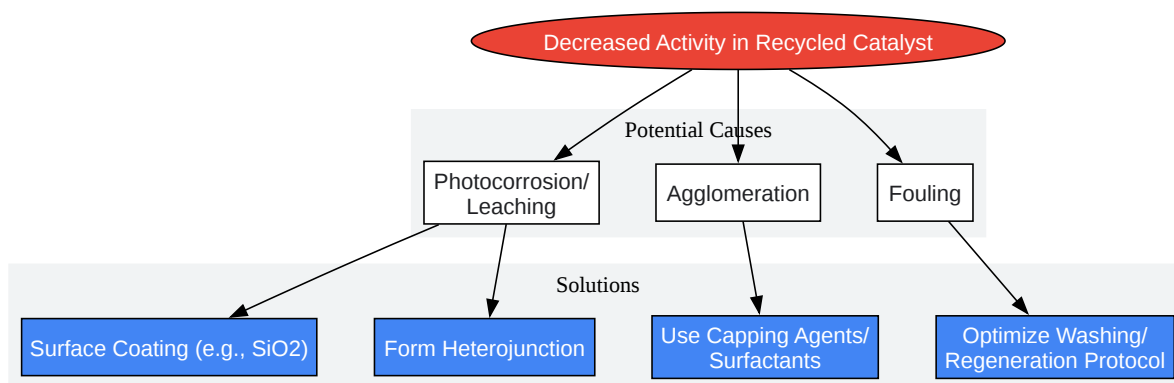 Decreased Activity in Recycled Catalyst
Potential Causes
Photocorrosion/
Leaching
Agglomeration
Fouling
Solutions
Surface Coating (e.g., SiO2)
Form Heterojunction
Use Capping Agents/
Surfactants
Optimize Washing/
Regeneration Protocol